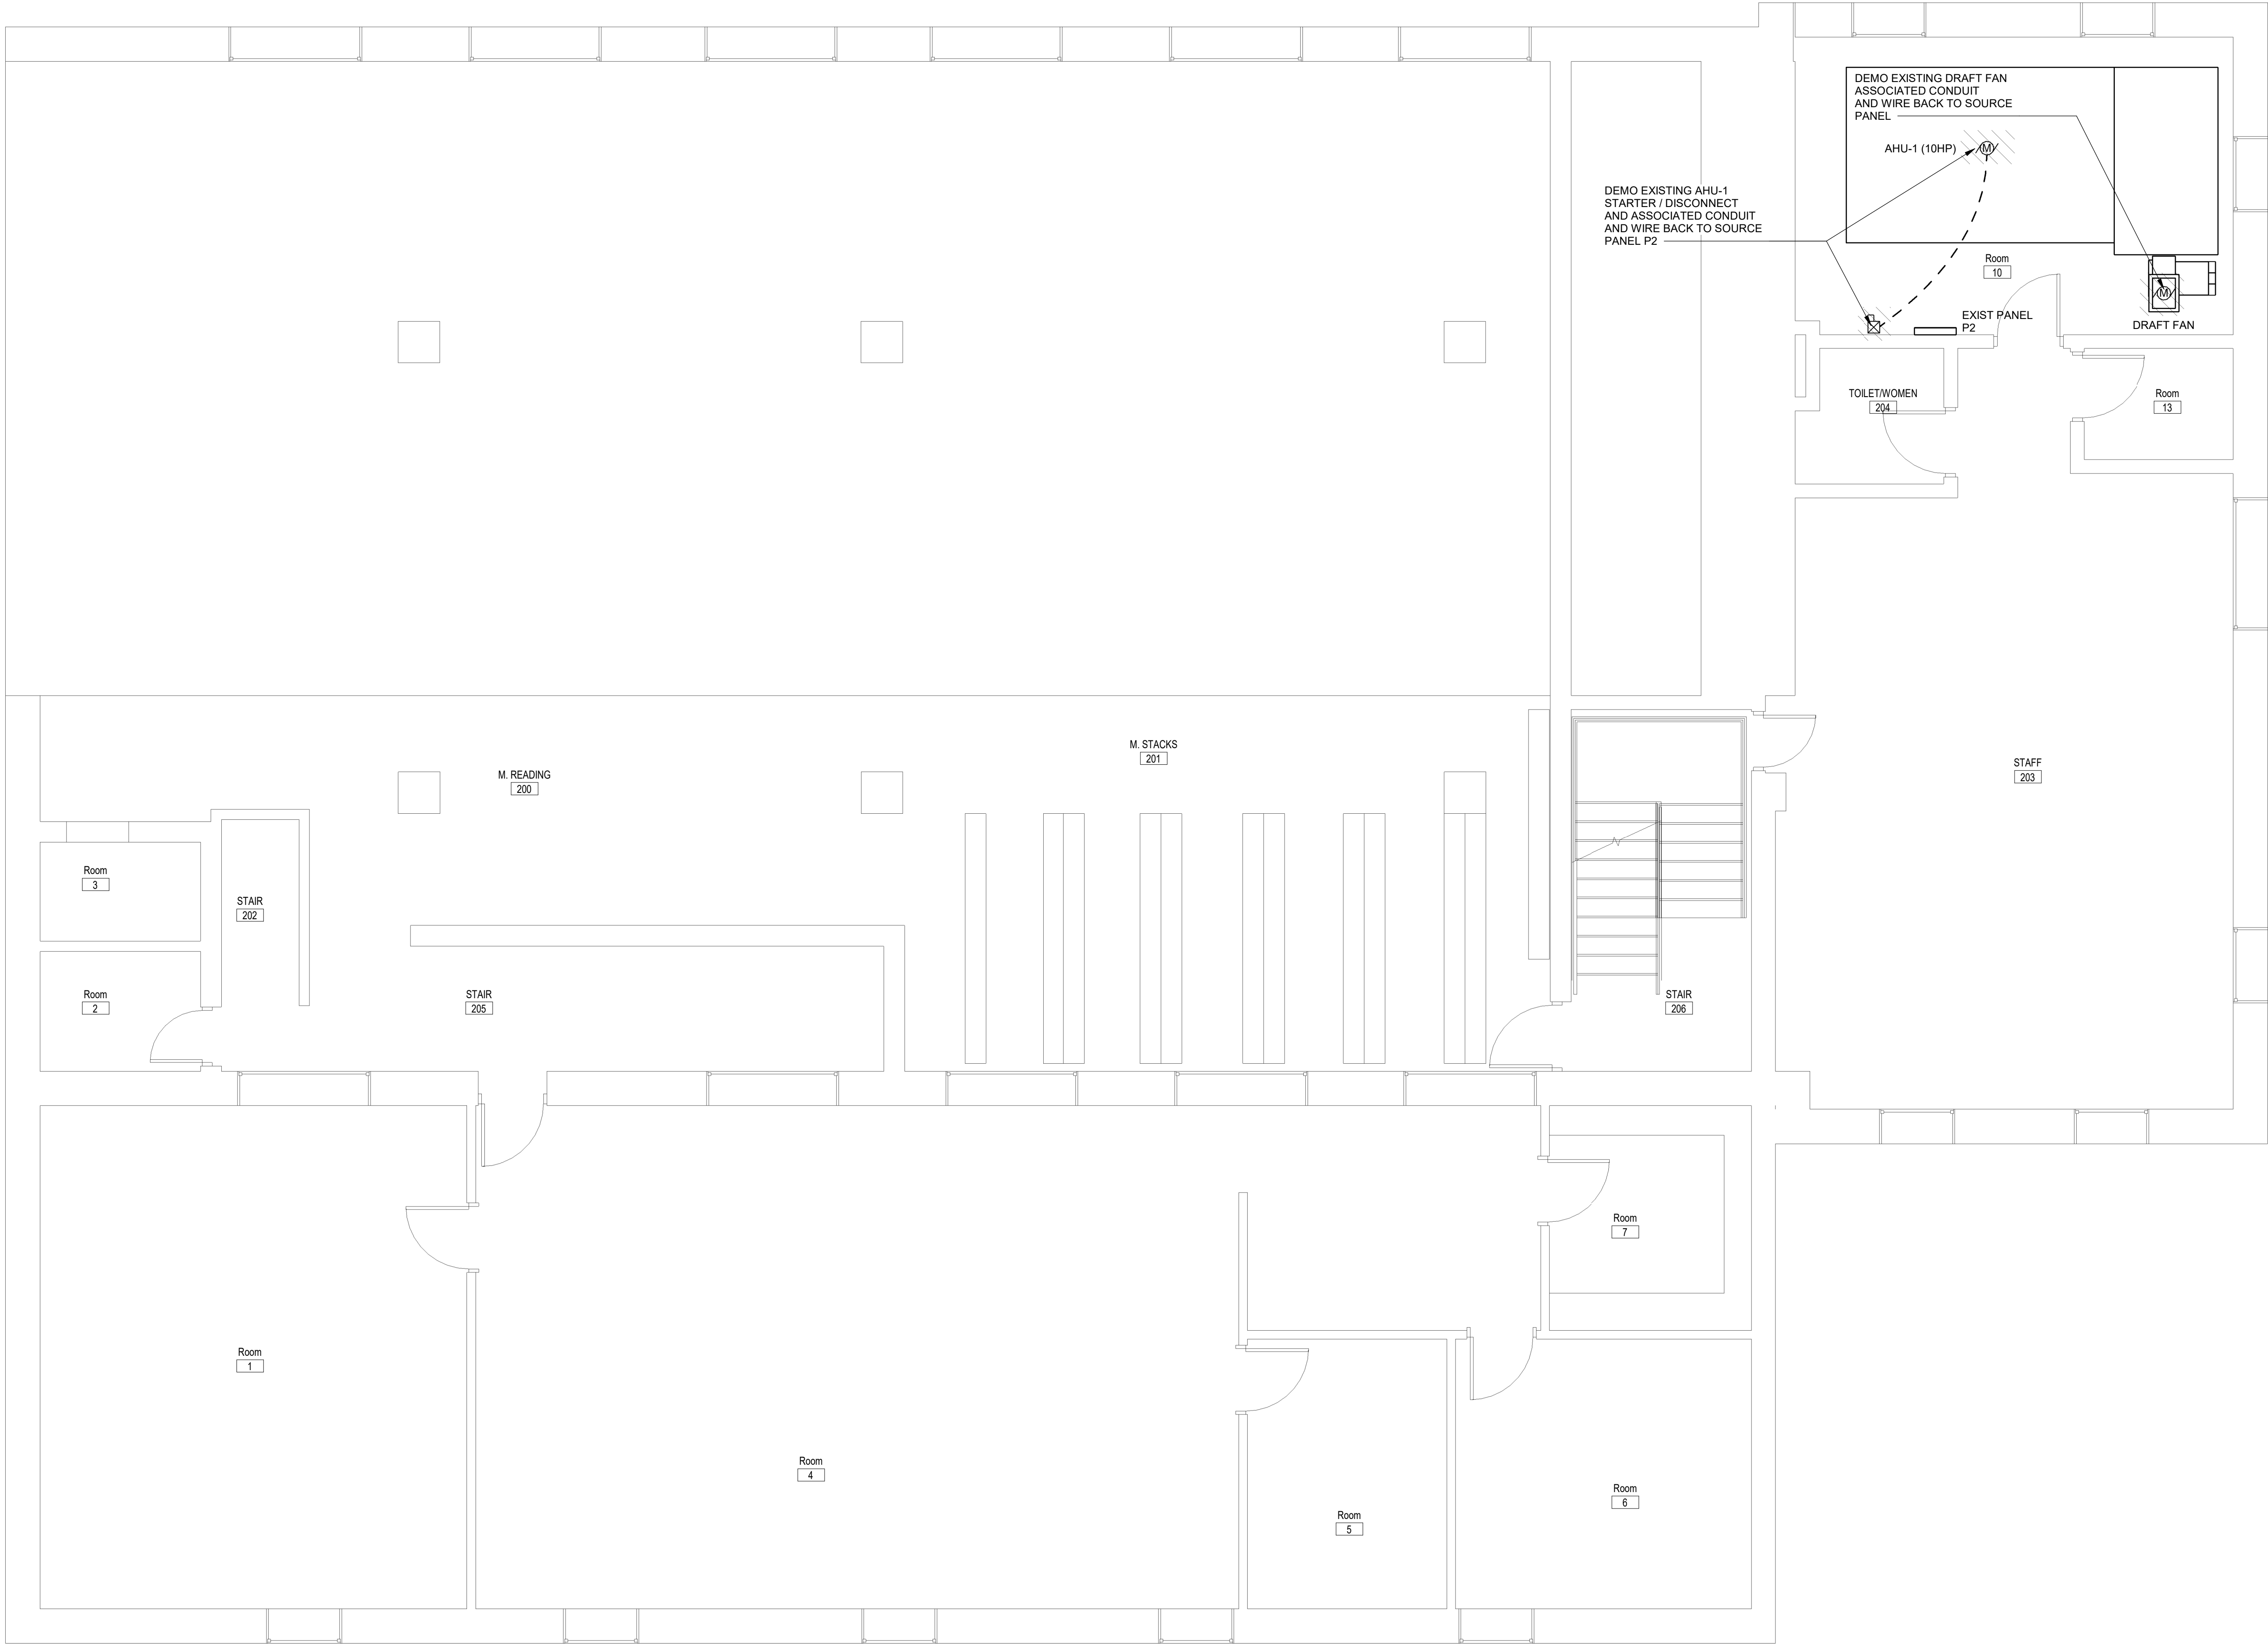 DEMO EXISTING DRAFT FAN
ASSOCIATED CONDUIT
AND WIRE BACK TO SOURCE
PANEL
AHU-1 (10HP)
M
DEMO EXISTING AHU-1
STARTER / DISCONNECT
AND ASSOCIATED CONDUIT
AND WIRE BACK TO SOURCE
PANEL P2
Room
10
M
EXIST PANEL
P2
DRAFT FAN
TOILET/WOMEN
204
Room
13
M. STACKS
201
M. READING
200
STAFF
203
Room
3
STAIR
202
Room
2
STAIR
205
STAIR
206
Room
7
Room
1
Room
4
Room
5
Room
6